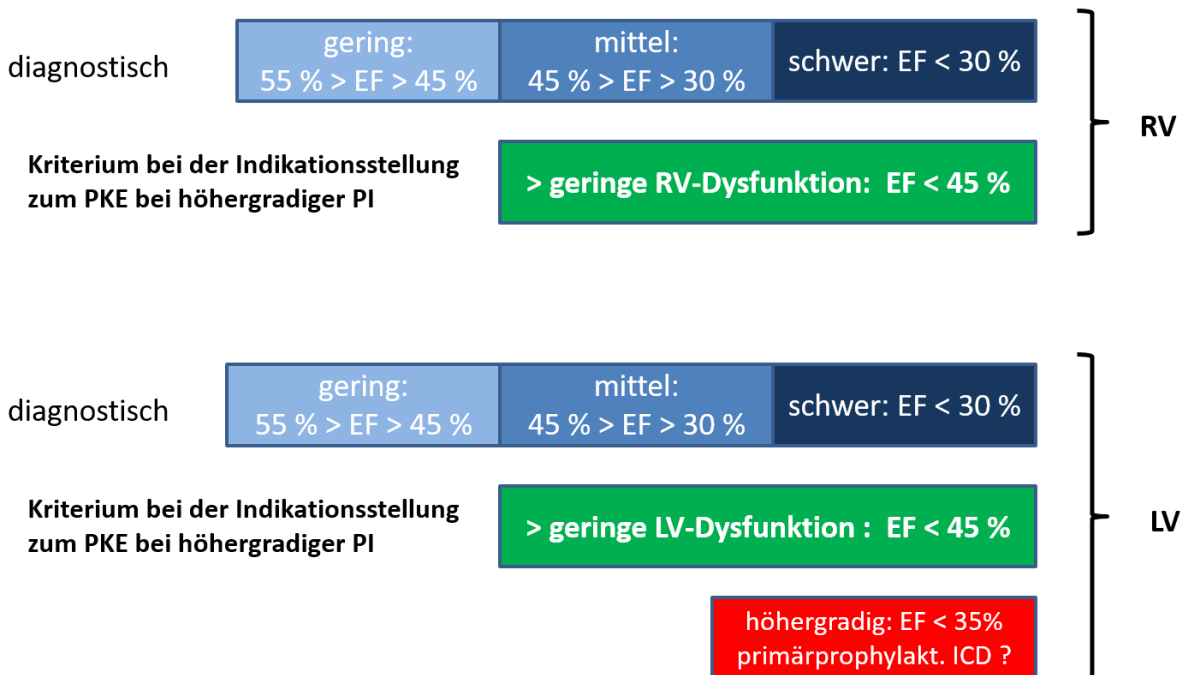 gering:
55 % > EF > 45 %
mittel:
45 % > EF > 30 %
schwer: EF < 30 %
diagnostisch
RV
Kriterium bei der Indikationsstellung
zum PKE bei höhergradiger PI
> geringe RV-Dysfunktion: EF < 45 %
gering:
55 % > EF > 45 %
mittel:
45 % > EF > 30 %
schwer: EF < 30 %
diagnostisch
Kriterium bei der Indikationsstellung
zum PKE bei höhergradiger PI
> geringe LV-Dysfunktion : EF < 45 %
LV
höhergradig: EF < 35%
primärprophylakt. ICD ?